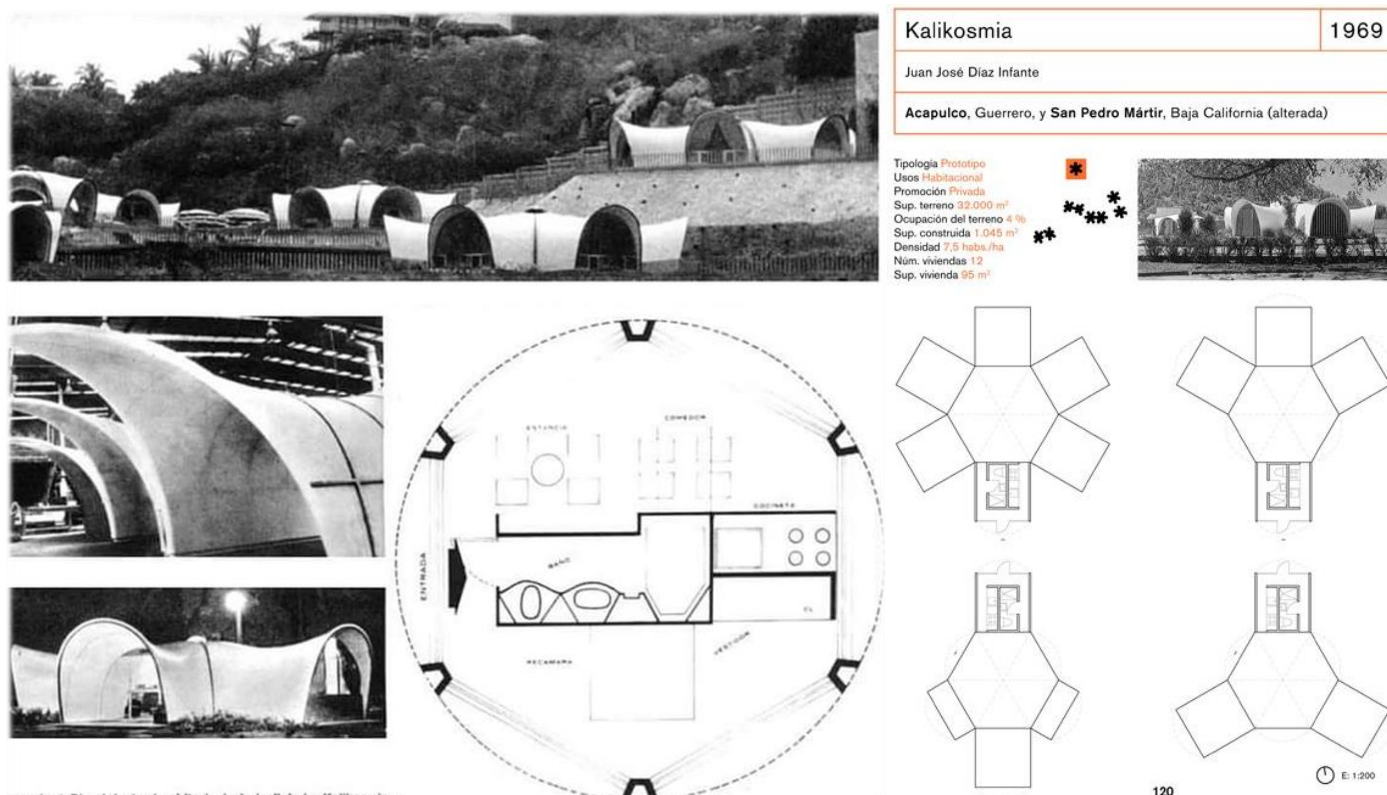 Kalikosmia
1969
Juan José Díaz Infante
Acapulco, Guerrero, y San Pedro Mártir, Baja California (alterada)
Tipología Prototipo
Usos Habitacional
Promoción Privada
Sup. terreno 32.000 m²
Ocupación del terreno 4 %
Sup. construida 1.045 m²
Densidad 7,5 habs./ha
Núm. viviendas 12
Sup. vivienda 95 m²
ESTANCIA
COMEDOR
COCINETA
ENTRADA
BAÑO
CL
RECAMARA
VESTIDOR
E: 1:200
120